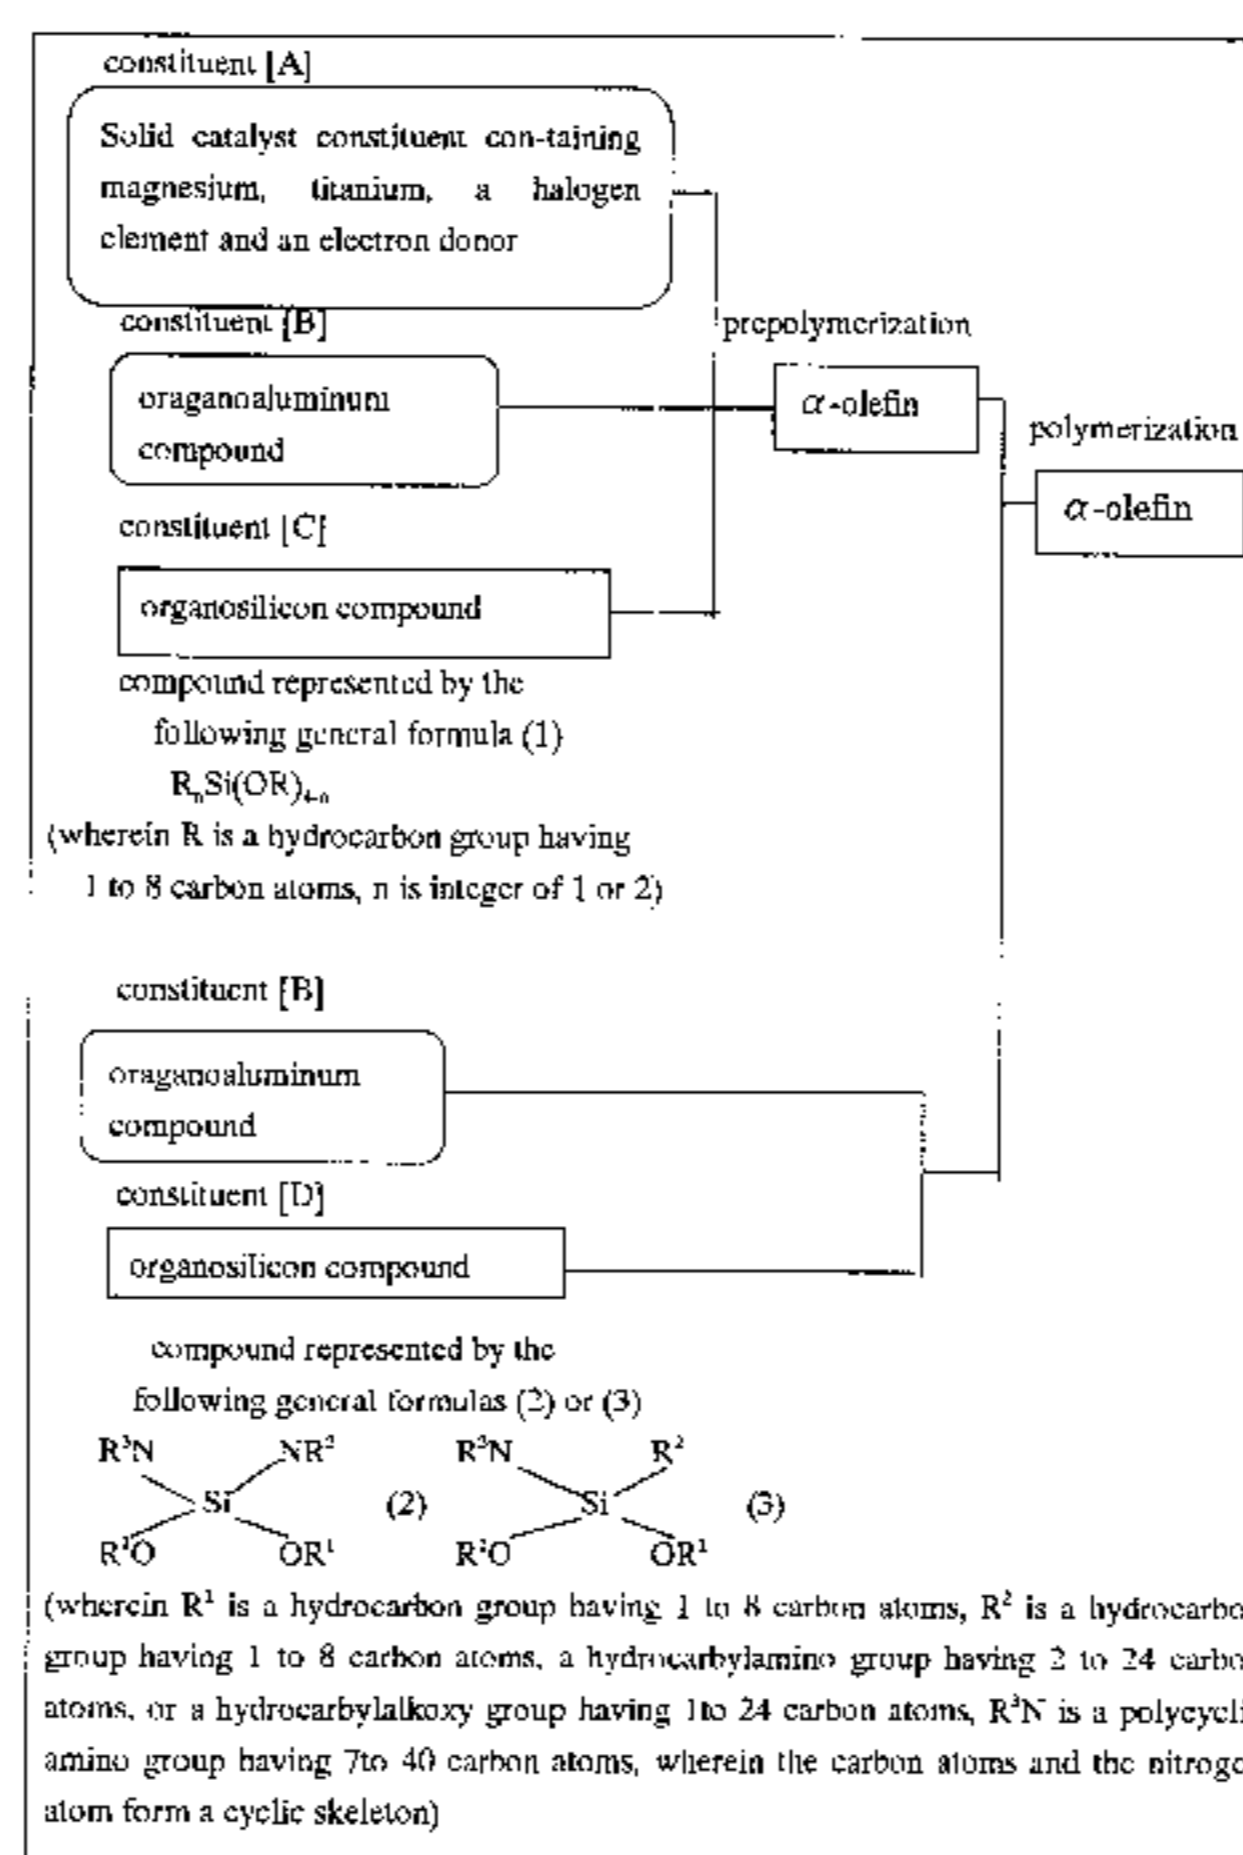 constituent [A]
Solid catalyst constituent con-taining
magnesium, titanium, a halogen
element and an electron donor
constituent [B]
prepolymerization
oraganoaluminum
compound
α-olefin
polymerization
α-olefin
constituent [C]
organosilicon compound
compound represented by the
following general formula (1)
RnSi(OR)4-n
(wherein R is a hydrocarbon group having
1 to 8 carbon atoms, n is integer of 1 or 2)
constituent [B]
oraganoaluminum
compound
constituent [D]
organosilicon compound
compound represented by the
following general formulas (2) or (3)
R³N NR² R³N R²
Si (2) Si (3)
R¹O OR¹ R¹O OR¹
(wherein R¹ is a hydrocarbon group having 1 to 8 carbon atoms, R² is a hydrocarbo
group having 1 to 8 carbon atoms, a hydrocarbylamino group having 2 to 24 carbo
atoms, or a hydrocarbylalkoxy group having 1to 24 carbon atoms, R³N is a polycycli
amino group having 7to 40 carbon atoms, wherein the carbon atoms and the nitroge
atom form a cyclic skeleton)